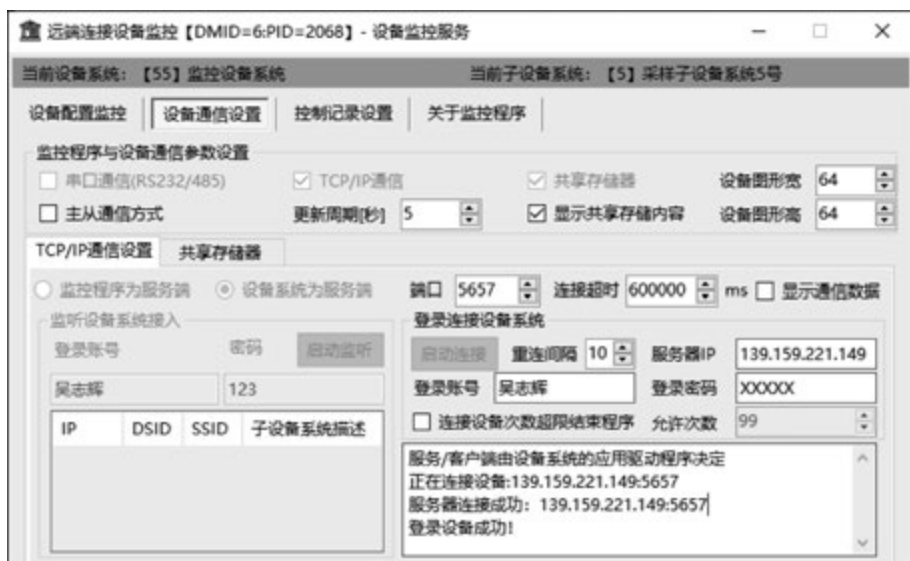 远端连接设备监控【DMID=6:PID=2068】- 设备监控服务
当前设备系统: 【55】监控设备系统 当前子设备系统: 【5】采样子设备系统5号
设备配置监控 设备通信设置 控制记录设置 关于监控程序
监控程序与设备通信参数设置
串口通信(RS232/485) TCP/IP通信 共享存储器 设备图形宽 64
主从通信方式 更新周期[秒] 5 显示共享存储内容 设备图形高 64
TCP/IP通信设置 共享存储器
监控程序为服务端 设备系统为服务端 端口 5657 连接超时 600000 ms 显示通信数据
监听设备系统接入 登录连接设备系统
登录账号 密码 启动监听 启动连接 重连间隔 10 服务器IP 139.159.221.149
吴志辉 123 登录账号 吴志辉 登录密码 XXXXX
连接设备次数超限结束程序 允许次数 99
IP DSID SSID 子设备系统描述
服务/客户端由设备系统的应用驱动程序决定
正在连接设备:139.159.221.149:5657
服务器连接成功: 139.159.221.149:5657
登录设备成功!